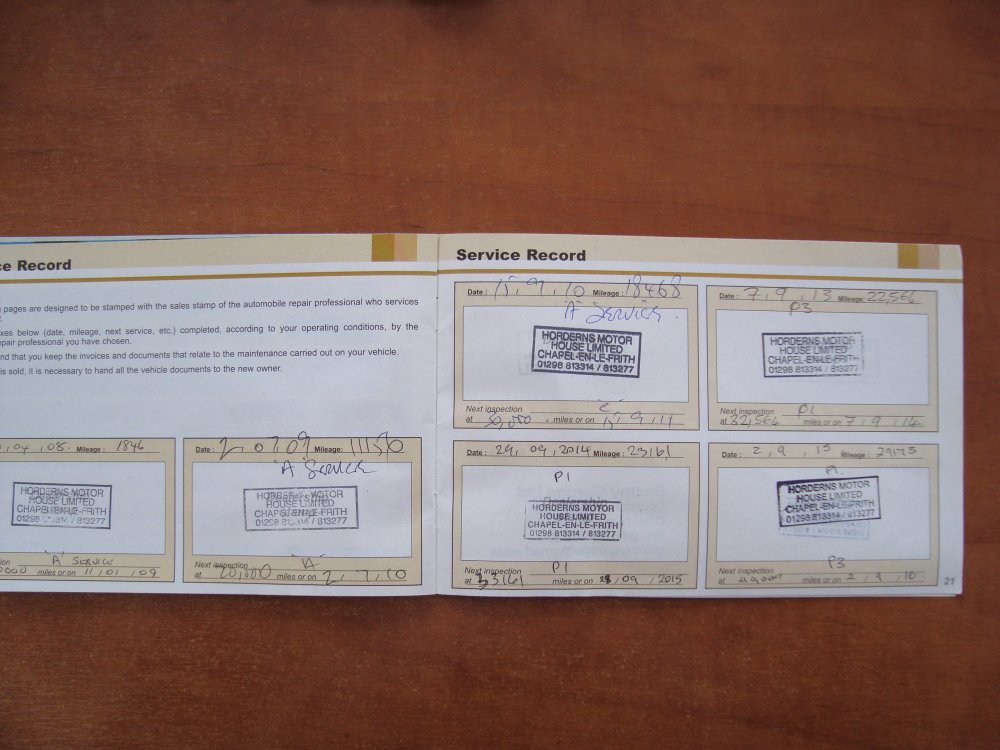 ce Record
pages are designed to be stamped with the sales stamp of the automobile repair professional who services
xes below (date, mileage, next service, etc.) completed, according to your operating conditions, by the
epair professional you have chosen.
nd that you keep the invoices and documents that relate to the maintenance carried out on your vehicle.
is sold, it is necessary to hand all the vehicle documents to the new owner.
04 , 08. Mileage : 1846
HORDERNS MOTOR
HOUSE LIMITED
CHAPEL-EN-LE-FRITH
01298 813314 / 813277
'A' SERVICE
miles or on 11 / 01 / 09
Date : 2 07 09 Mileage : 11150
'A' SERVICE
HORDERNS MOTOR
HOUSE LIMITED
CHAPEL-EN-LE-FRITH
01298 813314 / 813277
Next inspection 'A'
at 20,000 miles or on 2, 7, 10
Service Record
Date : 15, 9, 10 Mileage : 18468
'A' SERVICE.
HORDERNS MOTOR
HOUSE LIMITED
CHAPEL-EN-LE-FRITH
01298 813314 / 813277
Next inspection
at 30,000 miles or on 15, 9, 11
Date : 7, 9, 13 Mileage: 22,564
P3
HORDERNS MOTOR
HOUSE LIMITED
CHAPEL-EN-LE-FRITH
01298 813314 / 813277
Next inspection P1
at 32,564 miles or on 7, 9, 14
Date : 29, 09, 2014 Mileage : 23161
P1
Dealership
HORDERNS MOTOR
HOUSE LIMITED
CHAPEL-EN-LE-FRITH
01298 813314 / 813277
Next inspection P1
at 33161 miles or on 09 , 2015
Date : 2, 9, 15 Mileage : 29175
P1
HORDERNS MOTOR
HOUSE LIMITED
CHAPEL-EN-LE-FRITH
01298 813314 / 813277
Next inspection P3
at miles or on 2, 9, 16
21